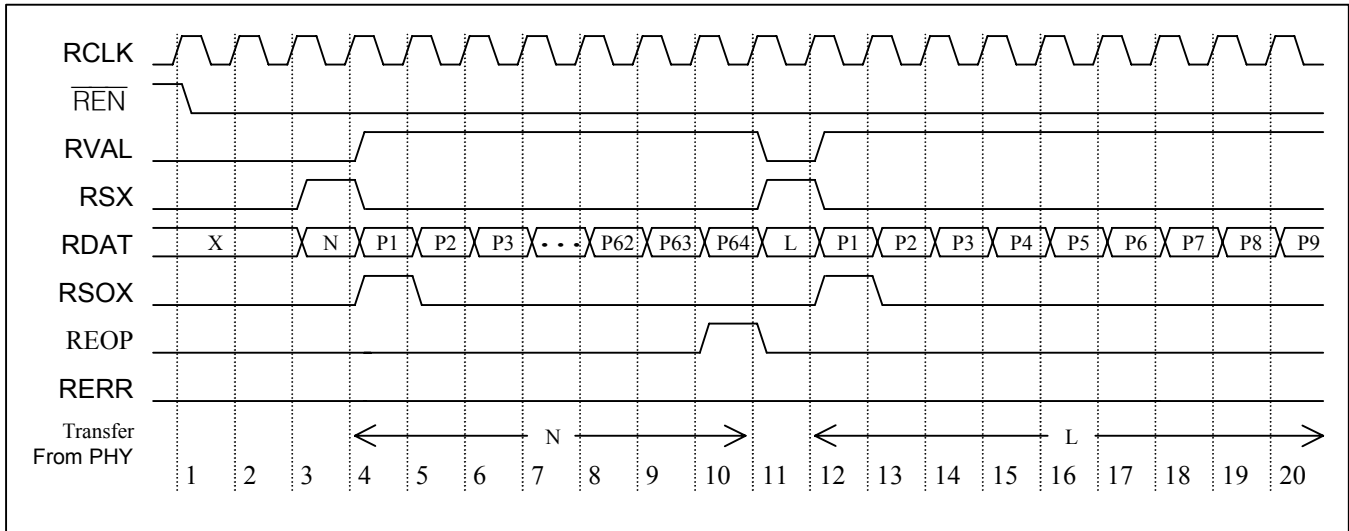 RCLK
REN
RVAL
RSX
RDAT X N P1 P2 P3 • • • P62 P63 P64 L P1 P2 P3 P4 P5 P6 P7 P8 P9
RSOX
REOP
RERR
Transfer
From PHY
N L
1 2 3 4 5 6 7 8 9 10 11 12 13 14 15 16 17 18 19 20